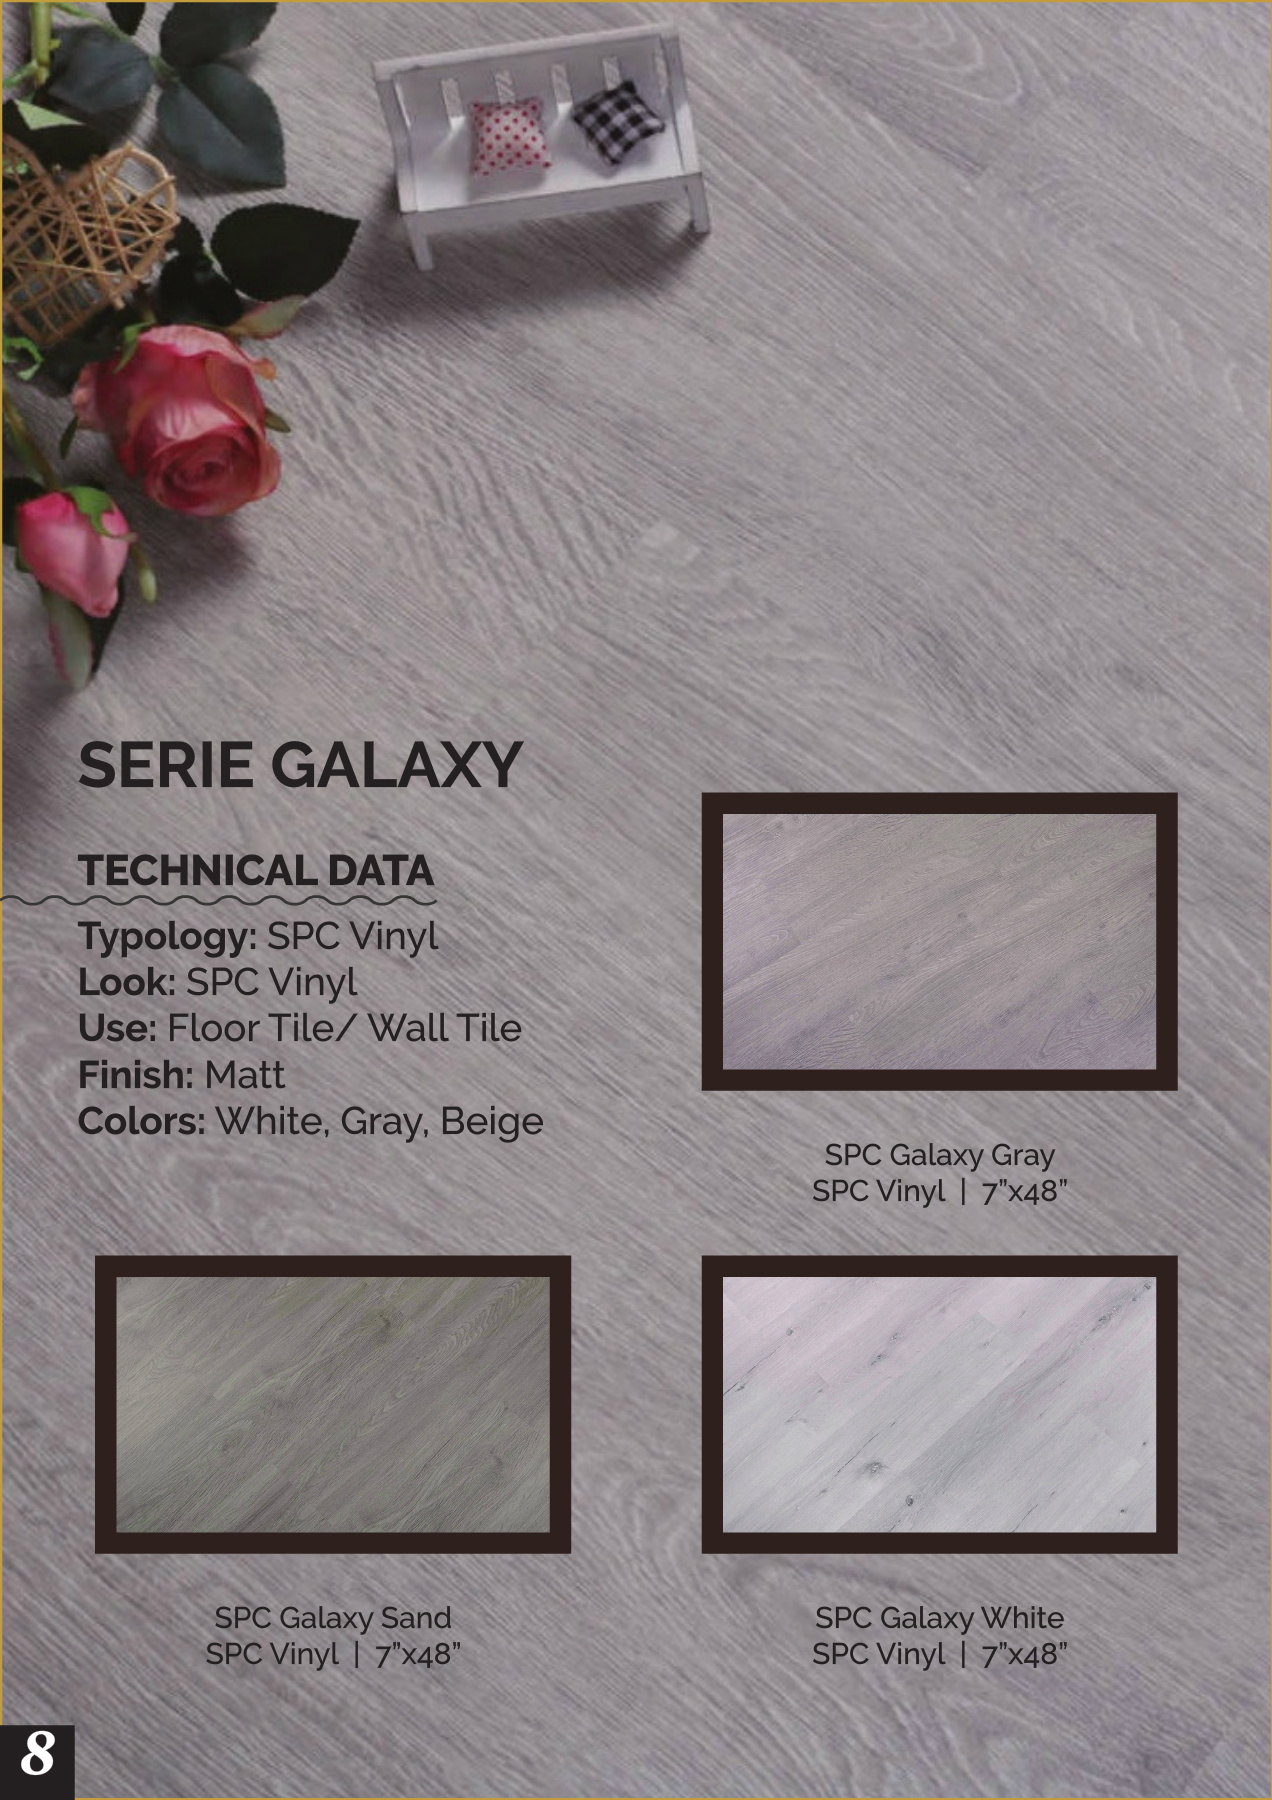 SERIE GALAXY
TECHNICAL DATA
Typology: SPC Vinyl
Look: SPC Vinyl
Use: Floor Tile/ Wall Tile
Finish: Matt
Colors: White, Gray, Beige
SPC Galaxy Gray
SPC Vinyl | 7”x48”
SPC Galaxy Sand
SPC Vinyl | 7”x48”
SPC Galaxy White
SPC Vinyl | 7”x48”
8